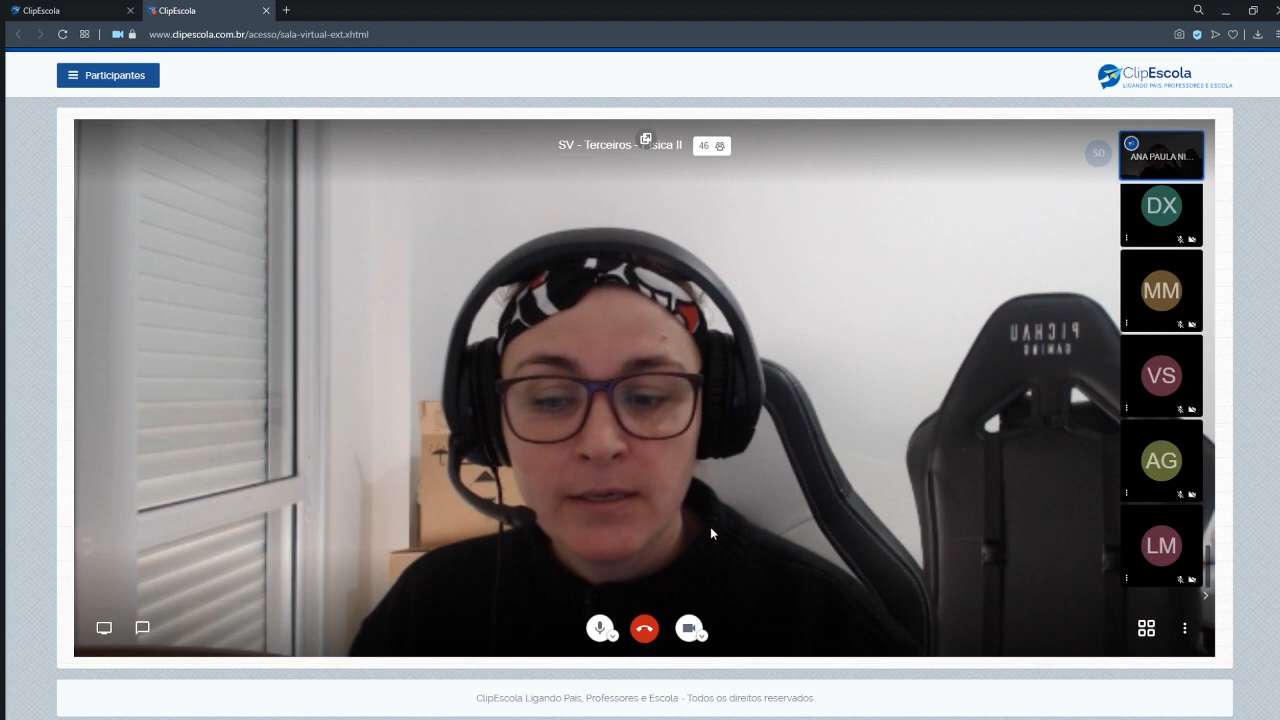 ClipEscola
ClipEscola
www.clipescola.com.br/acesso/sala-virtual-ext.xhtml
Participantes
ClipEscola
LIGANDO PAIS, PROFESSORES E ESCOLA
SV - Terceiros - Física II
46
SD
ANA PAULA NI...
DX
MM
VS
AG
LM
PICHAU
GAMING
ClipEscola Ligando Pais, Professores e Escola - Todos os direitos reservados